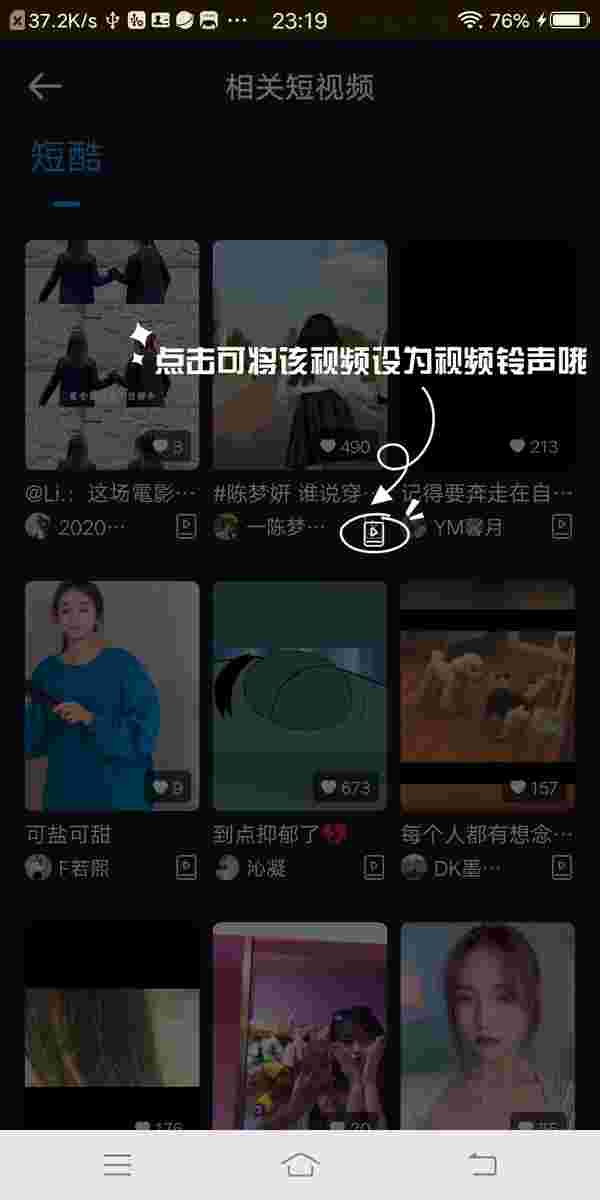 37.2K/s
23:19
76%
相关短视频
短酷
点击可将该视频设为视频铃声哦
3
490
213
@Li.：这场電影…
#陈梦妍 谁说穿…
记得要奔走在自…
2020…
一陈梦…
YM馨月
9
673
157
可盐可甜
到点抑郁了💔
每个人都有想念…
F若熙
沁凝
DK墨…
176